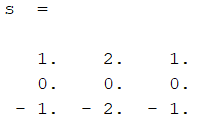 s  =
1.  2.  1.
0.  0.  0.
- 1.  - 2.  - 1.